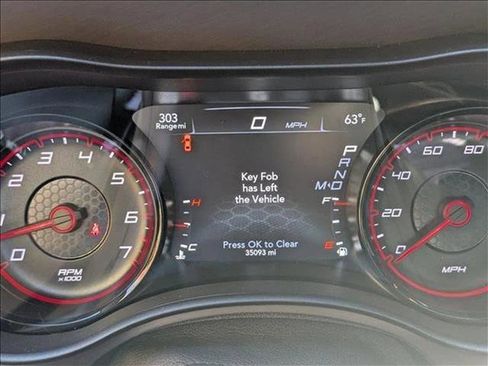 303
Range mi
0 MPH
63°F
P
R
N
M D
Key Fob
has Left
the Vehicle
H
C
F
E
Press OK to Clear
35093 mi
0 1 2 3 4 5 6 7
RPM
x1000
0 20 40 60 80
MPH